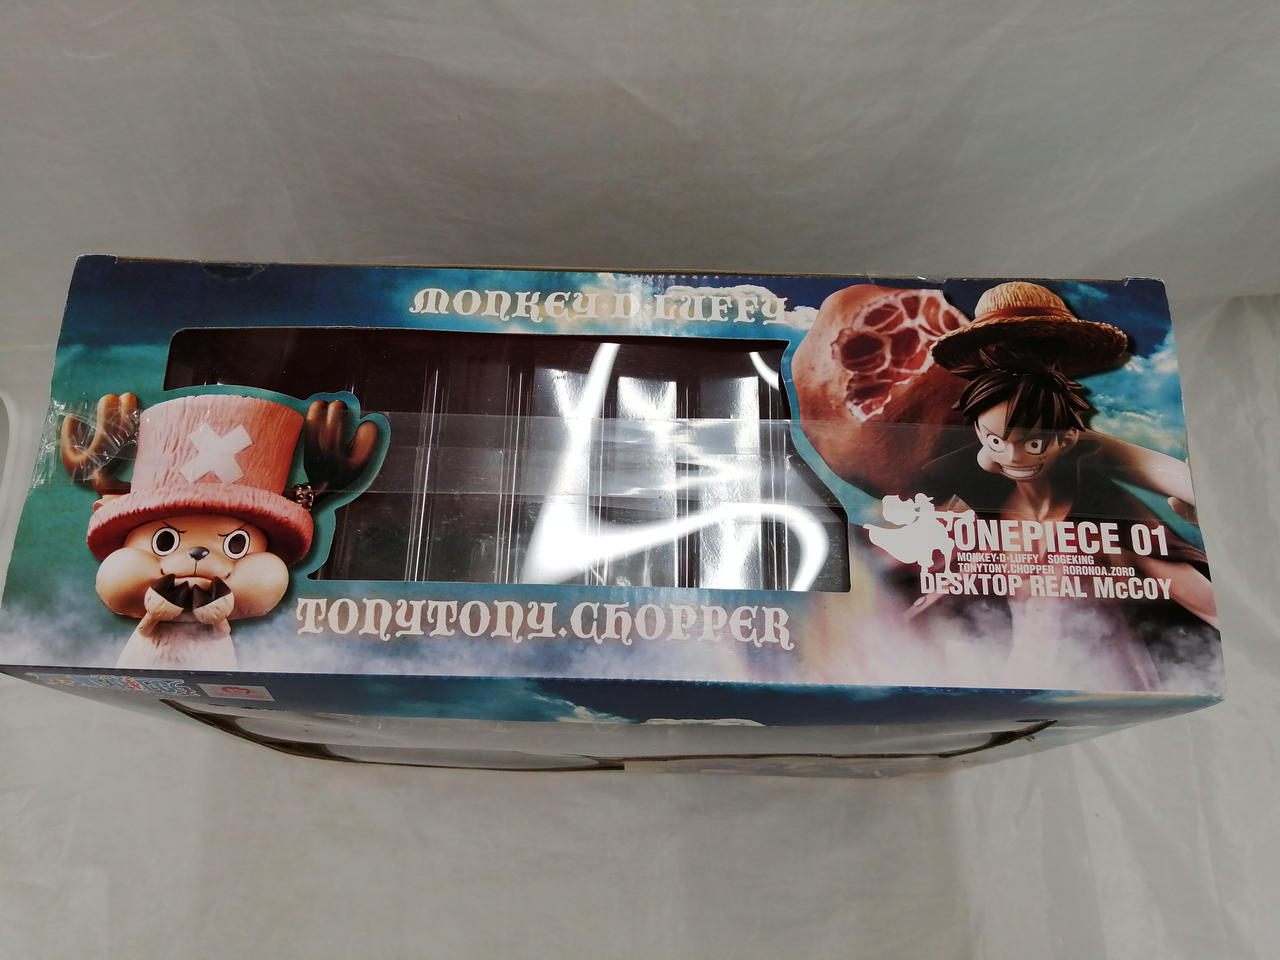 MONKEY·D·LUFFY
ONEPIECE 01
MONKEY·D·LUFFY SOGEKING
TONYTONY.CHOPPER RORONOA.ZORO
DESKTOP REAL McCOY
TONYTONY.CHOPPER